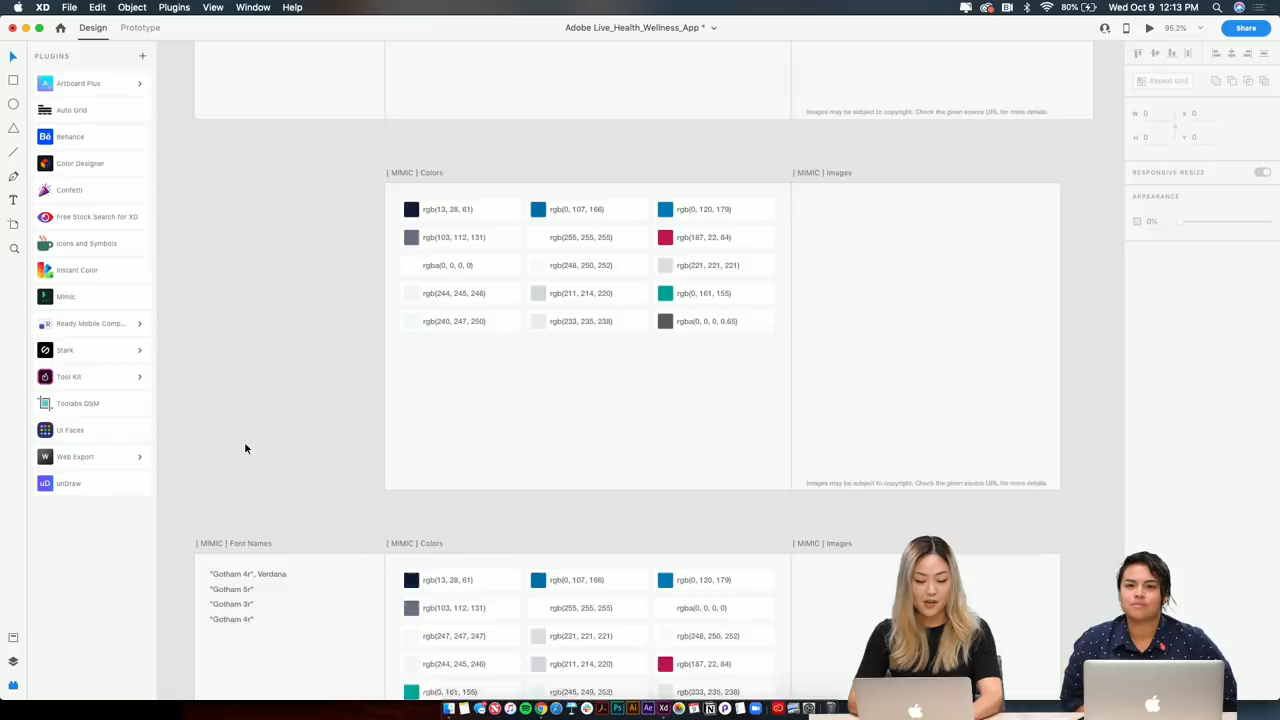 XD File Edit Object Plugins View Window Help
80% Wed Oct 9 12:13 PM
Design Prototype
Adobe Live_Health_Wellness_App *
95.2%
Share
PLUGINS
Artboard Plus
Auto Grid
Behance
Color Designer
Confetti
Free Stock Search for XD
Icons and Symbols
Instant Color
Mimic
Ready Mobile Comp...
Stark
Tool Kit
Toolabs DSM
UI Faces
Web Export
unDraw
Images may be subject to copyright. Check the given source URL for more details.
[ MIMIC ] Colors
[ MIMIC ] Images
rgb(13, 28, 61)
rgb(0, 107, 166)
rgb(0, 120, 179)
rgb(103, 112, 131)
rgb(255, 255, 255)
rgb(187, 22, 84)
rgba(0, 0, 0, 0)
rgb(248, 250, 252)
rgb(221, 221, 221)
rgb(244, 245, 246)
rgb(211, 214, 220)
rgb(0, 161, 155)
rgb(240, 247, 250)
rgb(233, 235, 238)
rgba(0, 0, 0, 0.65)
Images may be subject to copyright. Check the given source URL for more details.
[ MIMIC ] Font Names
[ MIMIC ] Colors
[ MIMIC ] Images
"Gotham 4r", Verdana
"Gotham 5r"
"Gotham 3r"
"Gotham 4r"
rgb(13, 28, 61)
rgb(0, 107, 166)
rgb(0, 120, 179)
rgb(103, 112, 131)
rgb(255, 255, 255)
rgba(0, 0, 0, 0)
rgb(247, 247, 247)
rgb(221, 221, 221)
rgb(248, 250, 252)
rgb(244, 245, 246)
rgb(211, 214, 220)
rgb(187, 22, 84)
rgb(0, 161, 155)
rgb(245, 249, 252)
rgb(233, 235, 238)
Repeat Grid
W 0
X 0
H 0
Y 0
RESPONSIVE RESIZE
APPEARANCE
0%